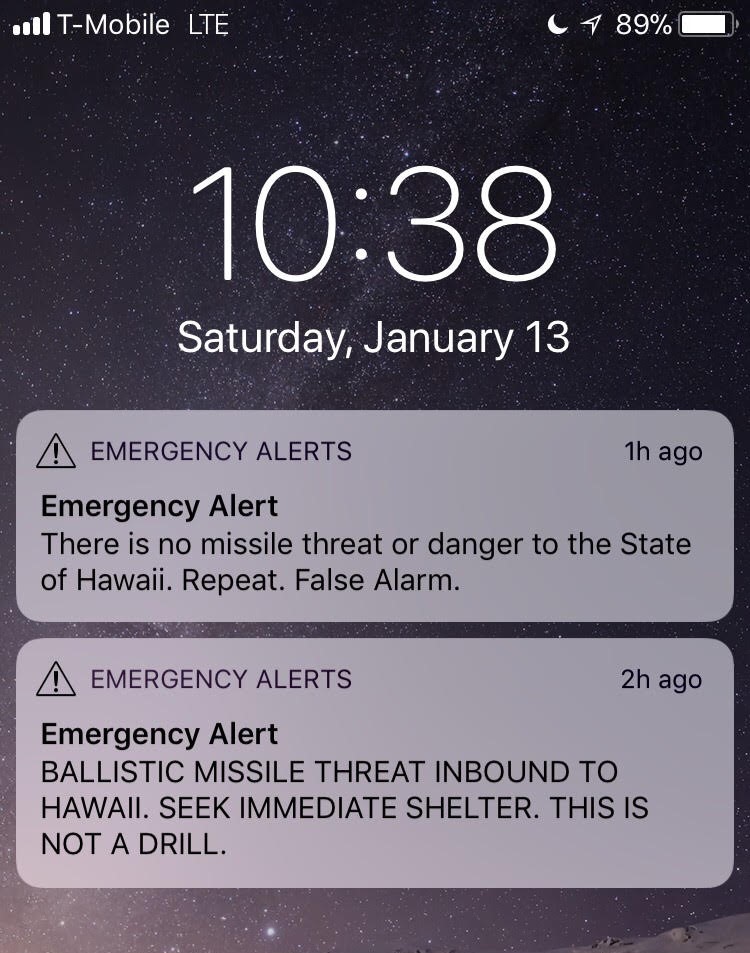 T-Mobile LTE 89%
10:38
Saturday, January 13
EMERGENCY ALERTS 1h ago
Emergency Alert
There is no missile threat or danger to the State
of Hawaii. Repeat. False Alarm.
EMERGENCY ALERTS 2h ago
Emergency Alert
BALLISTIC MISSILE THREAT INBOUND TO
HAWAII. SEEK IMMEDIATE SHELTER. THIS IS
NOT A DRILL.